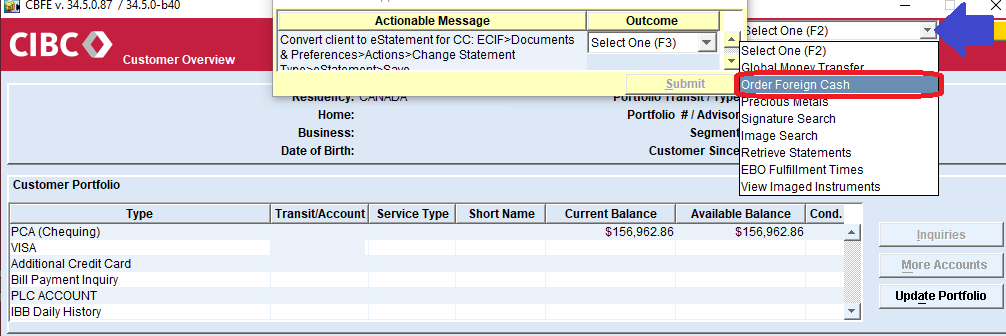 CBFE v. 34.5.0.87 / 34.5.0-b40
CIBC
Customer Overview
Actionable Message Outcome
Convert client to eStatement for CC: ECIF>Documents
& Preferences>Actions>Change Statement
Type>eStatement>Save
Select One (F3)
Submit
Select One (F2)
Select One (F2)
Global Money Transfer
Order Foreign Cash
Precious Metals
Signature Search
Image Search
Retrieve Statements
EBO Fulfillment Times
View Imaged Instruments
Residency: CANADA Portfolio Transit / Type
Home: Portfolio # / Advisor
Business: Segment
Date of Birth: Customer Since
Customer Portfolio
Type Transit/Account Service Type Short Name Current Balance Available Balance Cond.
PCA (Chequing) $156,962.86 $156,962.86
VISA
Additional Credit Card
Bill Payment Inquiry
PLC ACCOUNT
IBB Daily History
Inquiries
More Accounts
Update Portfolio